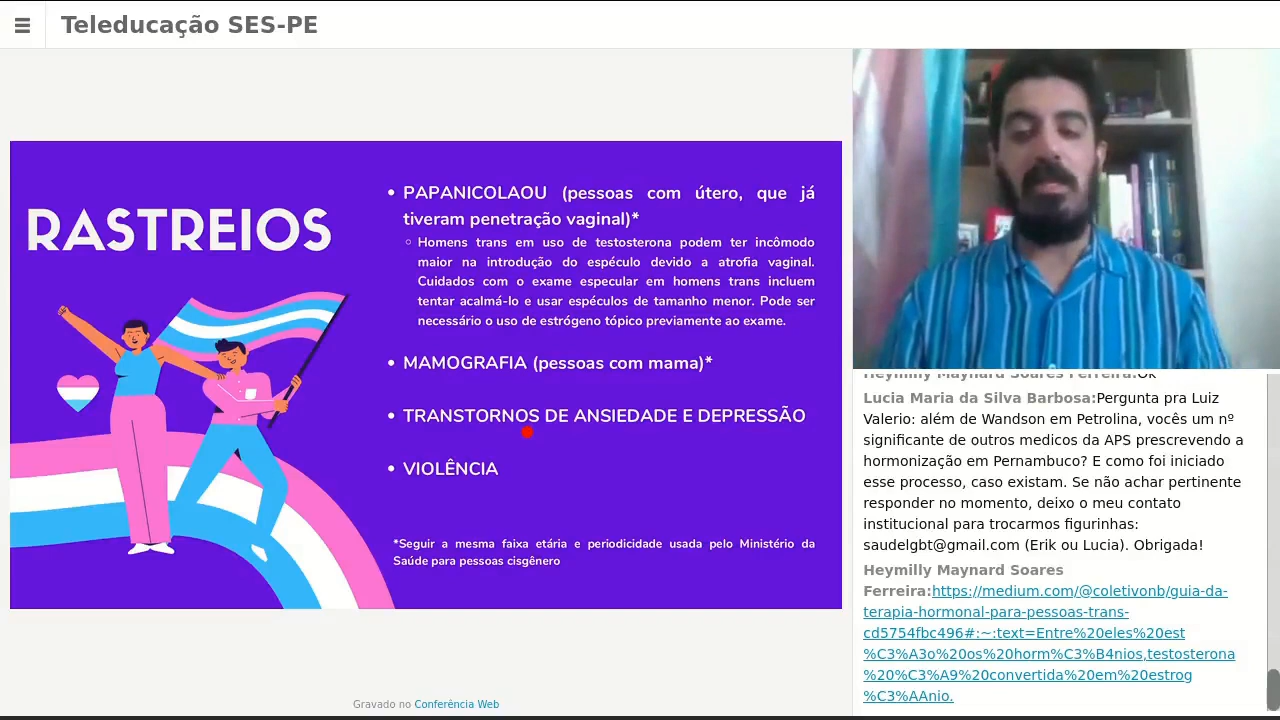 Teleducação SES-PE
RASTREIOS
• PAPANICOLAOU (pessoas com útero, que já
tiveram penetração vaginal)*
◦ Homens trans em uso de testosterona podem ter incômodo
maior na introdução do espéculo devido a atrofia vaginal.
Cuidados com o exame especular em homens trans incluem
tentar acalmá-lo e usar espéculos de tamanho menor. Pode ser
necessário o uso de estrógeno tópico previamente ao exame.
• MAMOGRAFIA (pessoas com mama)*
• TRANSTORNOS DE ANSIEDADE E DEPRESSÃO
• VIOLÊNCIA
*Seguir a mesma faixa etária e periodicidade usada pelo Ministério da
Saúde para pessoas cisgênero
Gravado no Conferência Web
Heymilly Maynard Soares Ferreira:Ok
Lucia Maria da Silva Barbosa:Pergunta pra Luiz
Valerio: além de Wandson em Petrolina, vocês um nº
significante de outros medicos da APS prescrevendo a
hormonização em Pernambuco? E como foi iniciado
esse processo, caso existam. Se não achar pertinente
responder no momento, deixo o meu contato
institucional para trocarmos figurinhas:
saudelgbt@gmail.com (Erik ou Lucia). Obrigada!
Heymilly Maynard Soares
Ferreira:https://medium.com/@coletivonb/guia-da-
terapia-hormonal-para-pessoas-trans-
cd5754fbc496#:~:text=Entre%20eles%20est
%C3%A3o%20os%20horm%C3%B4nios,testosterona
%20%C3%A9%20convertida%20em%20estrog
%C3%AAnio.